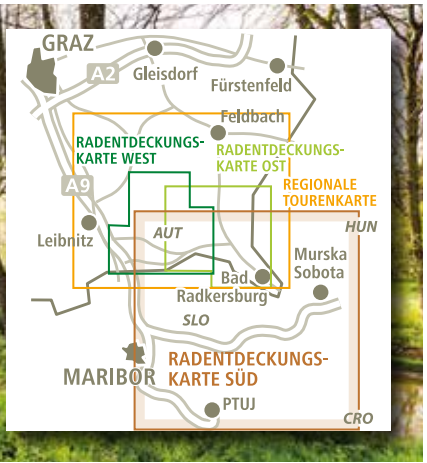 GRAZ
A2
Gleisdorf
Fürstenfeld
Feldbach
RADENTDECKUNGS-
KARTE WEST
RADENTDECKUNGS-
KARTE OST
A9
REGIONALE
TOURENKARTE
Leibnitz
AUT
HUN
Murska
Sobota
Bad
Radkersburg
SLO
MARIBOR
RADENTDECKUNGS-
KARTE SÜD
PTUJ
CRO